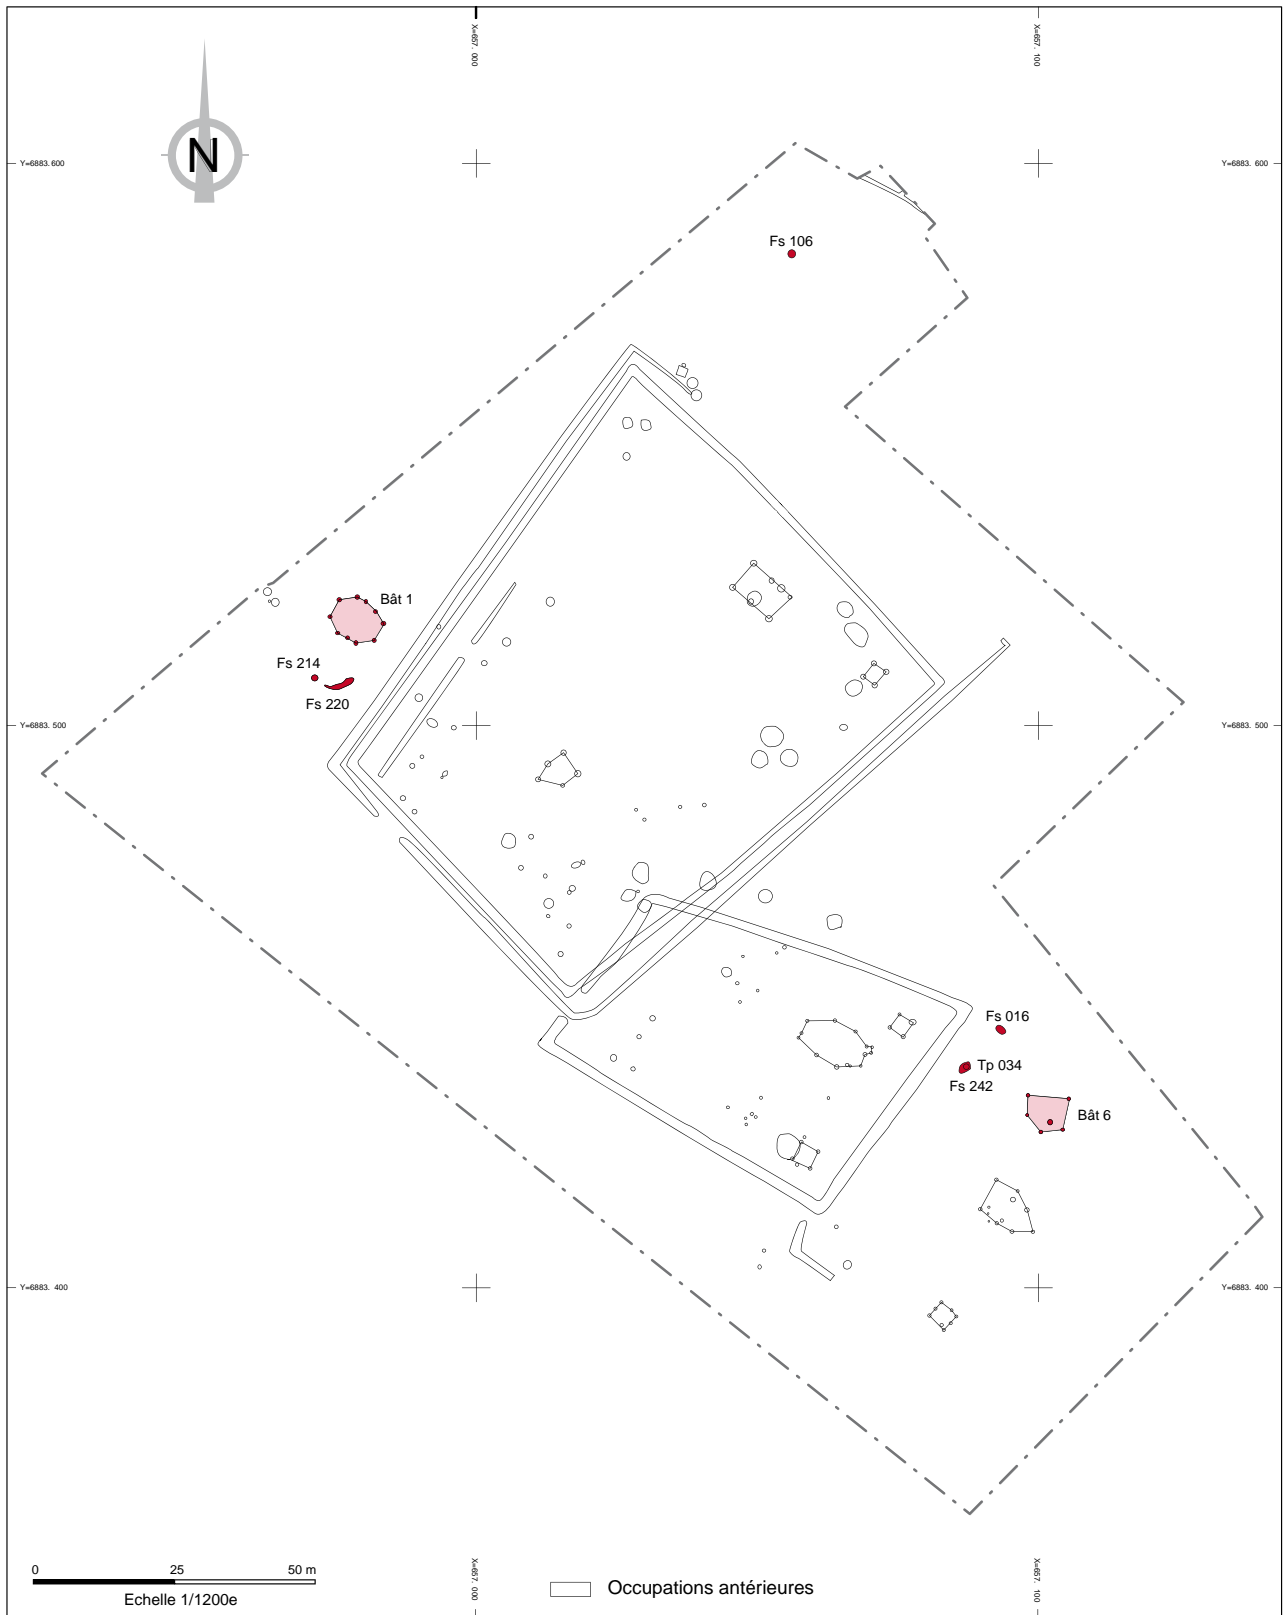 X=657. 000
X=657. 100
N
Y=6883.600
Y=6883. 600
Fs 106
Bât 1
Fs 214
Fs 220
Y=6883. 500
Y=6883. 500
Fs 016
Tp 034
Fs 242
Bât 6
Y=6883. 400
Y=6883. 400
0 25 50 m
Echelle 1/1200e
X=657. 000
X=657. 100
Occupations antérieures